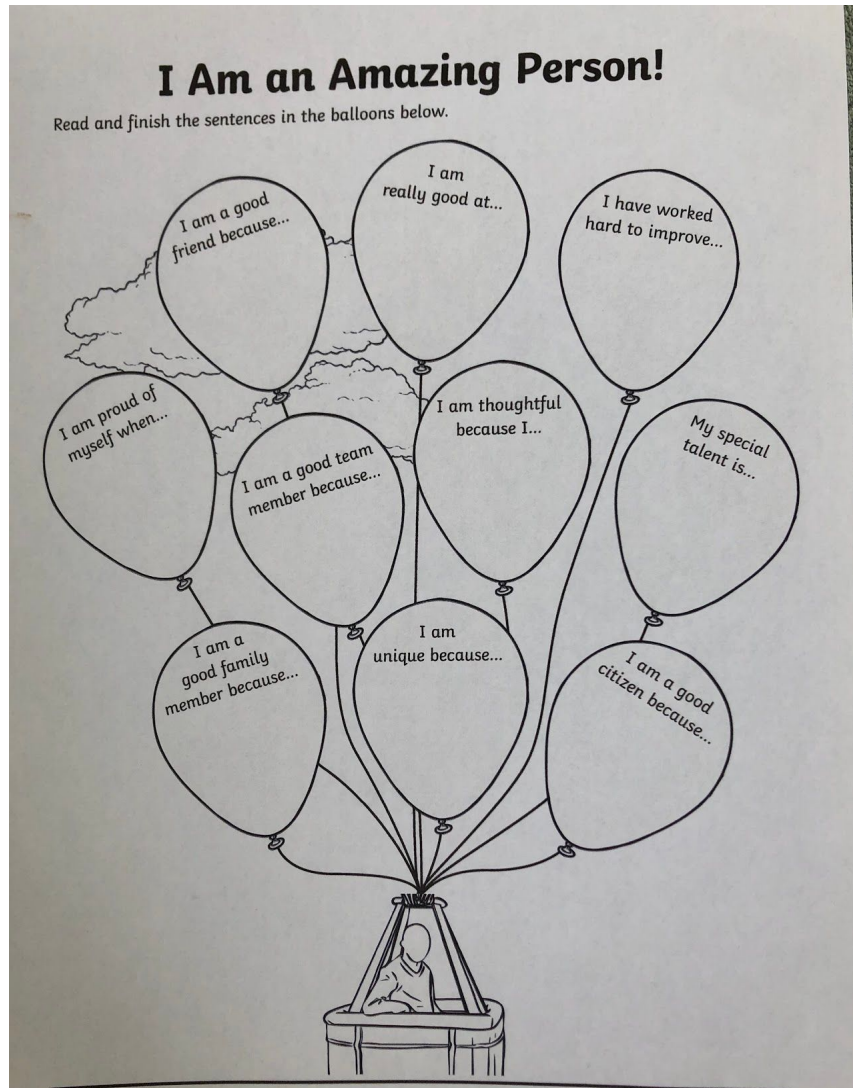 I Am an Amazing Person!
Read and finish the sentences in the balloons below.
I am a good
friend because...
I am
really good at...
I have worked
hard to improve...
I am proud of
myself when...
I am a good team
member because...
I am thoughtful
because I...
My special
talent is...
I am a
good family
member because...
I am
unique because...
I am a good
citizen because...